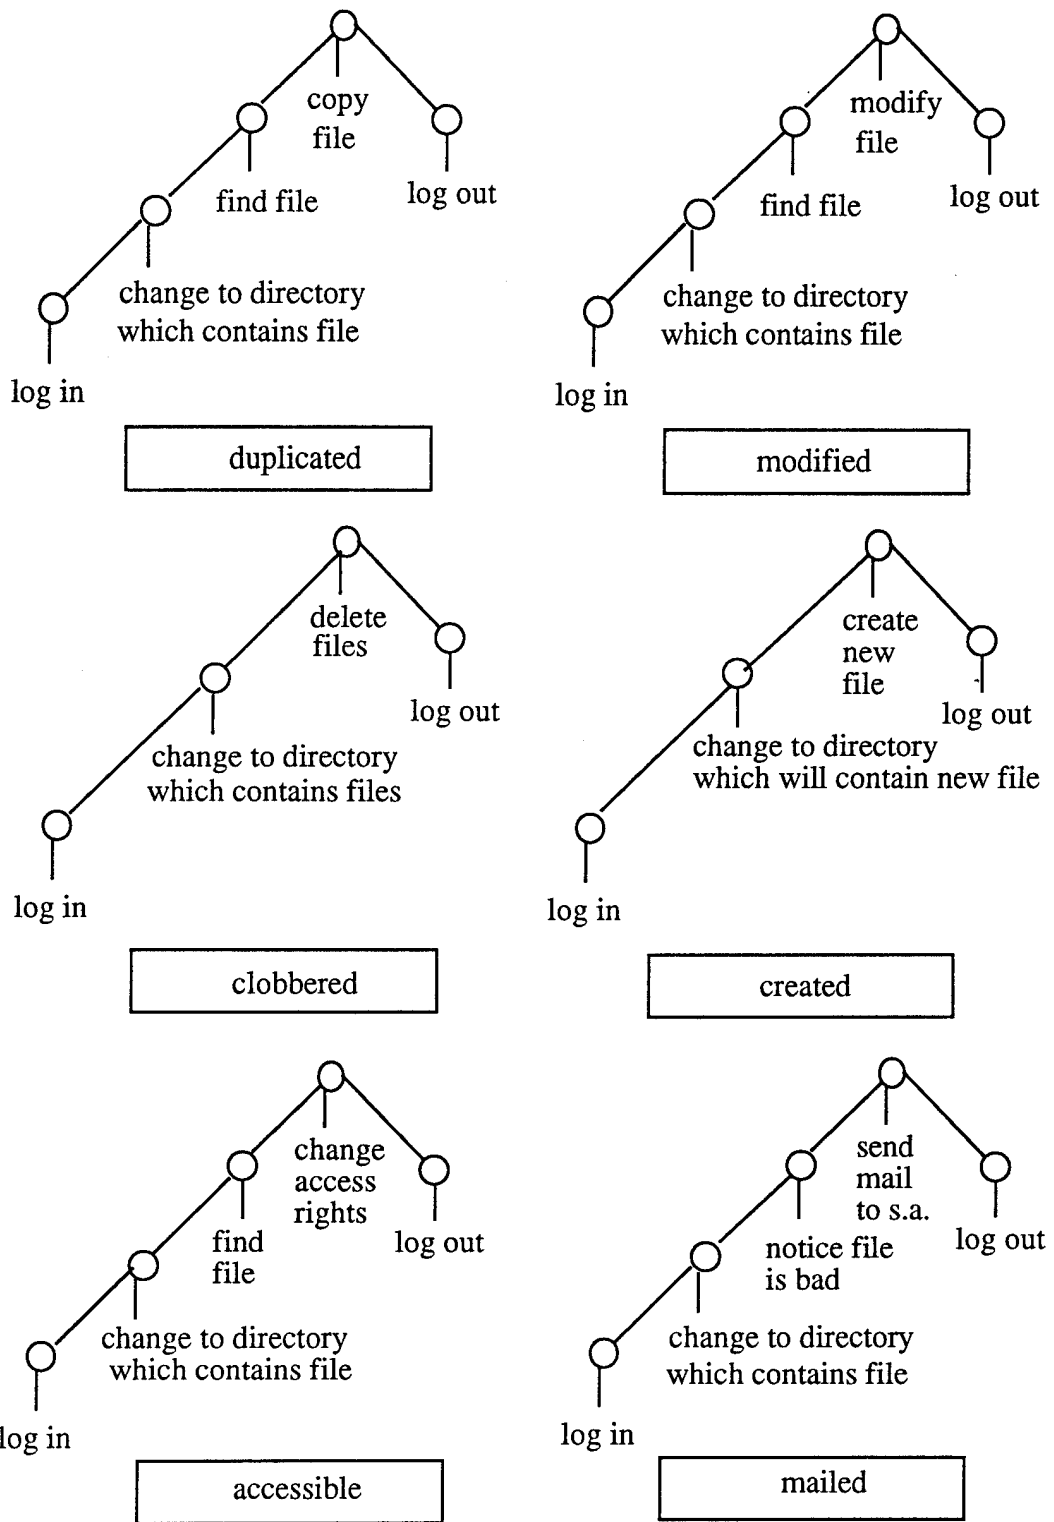 copy
file
find file
log out
change to directory
which contains file
log in
duplicated
modify
file
find file
log out
change to directory
which contains file
log in
modified
delete
files
log out
change to directory
which contains files
log in
clobbered
create
new
file
log out
change to directory
which will contain new file
log in
created
change
access
rights
find
file
log out
change to directory
which contains file
log in
accessible
send
mail
to s.a.
notice file
is bad
log out
change to directory
which contains file
log in
mailed